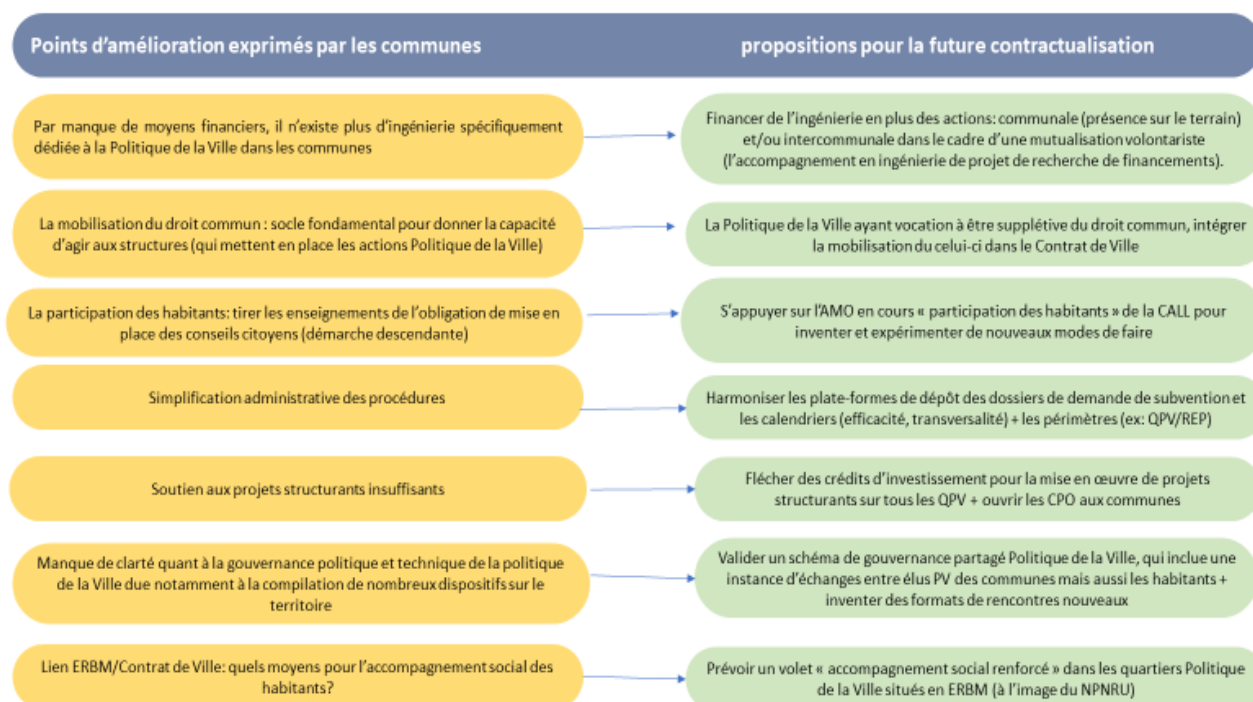 Points d'amélioration exprimés par les communes
propositions pour la future contractualisation
Par manque de moyens financiers, il n'existe plus d'ingénierie spécifiquement
dédiée à la Politique de la Ville dans les communes
Financer de l'ingénierie en plus des actions: communale (présence sur le terrain)
et/ou intercommunale dans le cadre d'une mutualisation volontariste
(l'accompagnement en ingénierie de projet de recherche de financements).
La mobilisation du droit commun : socle fondamental pour donner la capacité
d'agir aux structures (qui mettent en place les actions Politique de la Ville)
La Politique de la Ville ayant vocation à être supplétive du droit commun, intégrer
la mobilisation du celui-ci dans le Contrat de Ville
La participation des habitants: tirer les enseignements de l'obligation de mise en
place des conseils citoyens (démarche descendante)
S'appuyer sur l'AMO en cours « participation des habitants » de la CALL pour
inventer et expérimenter de nouveaux modes de faire
Simplification administrative des procédures
Harmoniser les plate-formes de dépôt des dossiers de demande de subvention et
les calendriers (efficacité, transversalité) + les périmètres (ex: QPV/REP)
Soutien aux projets structurants insuffisants
Flécher des crédits d'investissement pour la mise en œuvre de projets
structurants sur tous les QPV + ouvrir les CPO aux communes
Manque de clarté quant à la gouvernance politique et technique de la politique
de la Ville due notamment à la compilation de nombreux dispositifs sur le
territoire
Valider un schéma de gouvernance partagé Politique de la Ville, qui inclue une
instance d'échanges entre élus PV des communes mais aussi les habitants +
inventer des formats de rencontres nouveaux
Lien ERBM/Contrat de Ville: quels moyens pour l'accompagnement social des
habitants?
Prévoir un volet « accompagnement social renforcé » dans les quartiers Politique
de la Ville situés en ERBM (à l'image du NPNRU)